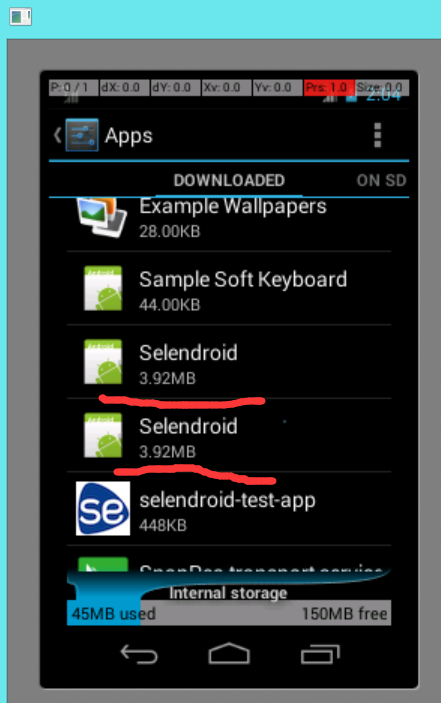 P: 0 / 1 dX: 0.0 dY: 0.0 Xv: 0.0 Yv: 0.0 Prs: 1.0 Size: 0.0
2:04
Apps
DOWNLOADED ON SD
Example Wallpapers
28.00KB
Sample Soft Keyboard
44.00KB
Android
Selendroid
3.92MB
Selendroid
3.92MB
se
selendroid-test-app
448KB
Internal storage
45MB used 150MB free